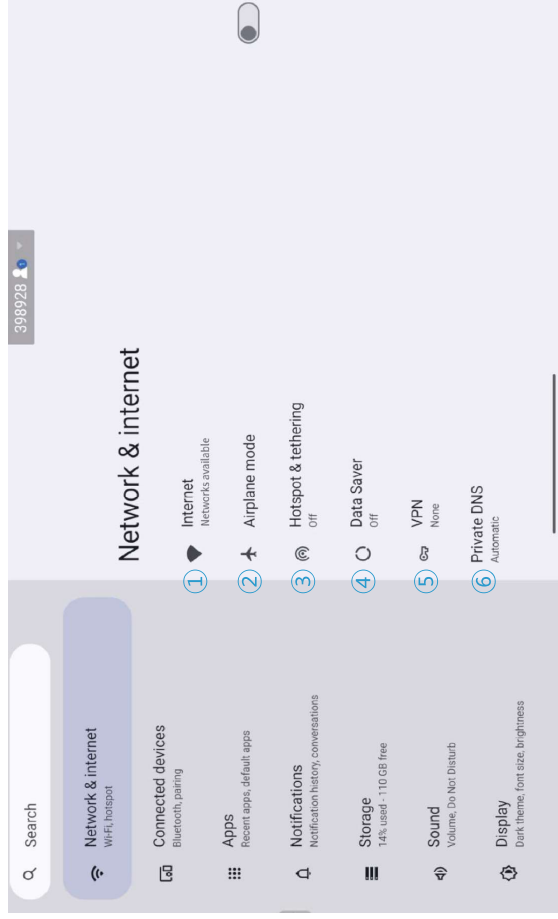 398928
1
Search
Network & internet
Wi-Fi, hotspot
Connected devices
Bluetooth, pairing
Apps
Recent apps, default apps
Notifications
Notification history, conversations
Storage
14% used - 110 GB free
Sound
Volume, Do Not Disturb
Display
Dark theme, font size, brightness
Network & internet
① Internet
Networks available
② Airplane mode
③ Hotspot & tethering
Off
④ Data Saver
Off
⑤ VPN
None
⑥ Private DNS
Automatic